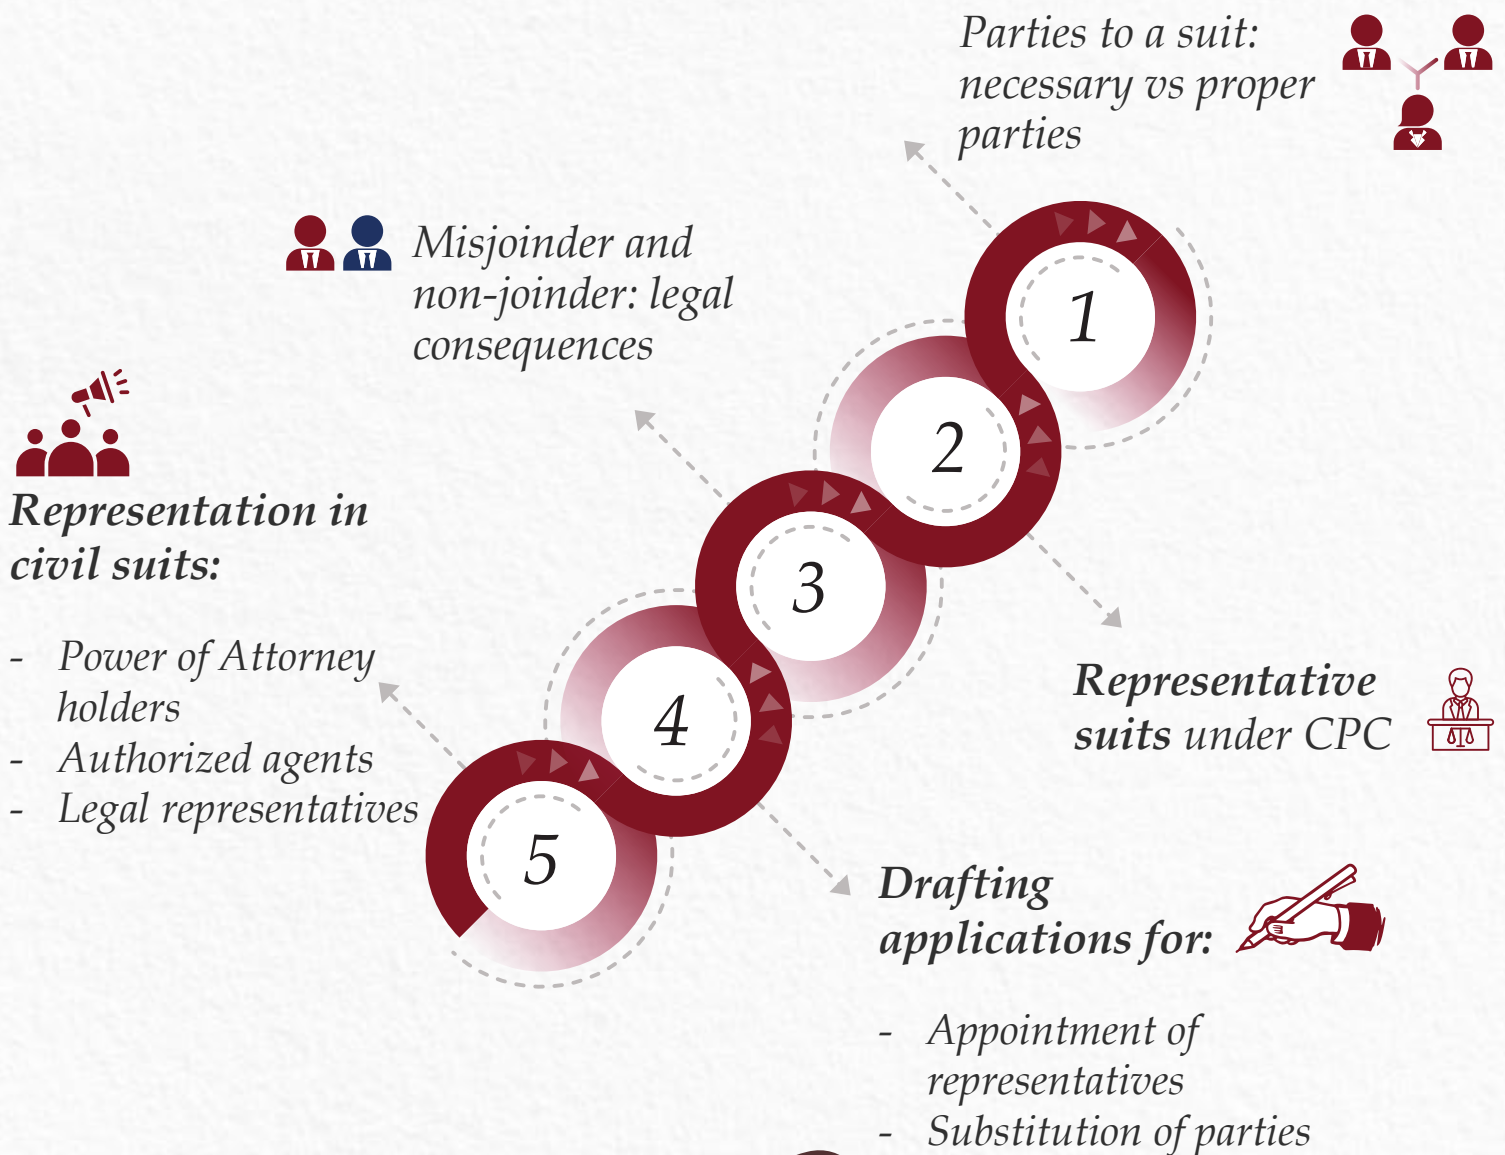 Parties to a suit:
necessary vs proper
parties
1
Misjoinder and
non-joinder: legal
consequences
2
Representation in
civil suits:
3
- Power of Attorney
holders
- Authorized agents
- Legal representatives
Representative
suits under CPC
4
5
Drafting
applications for:
- Appointment of
representatives
- Substitution of parties